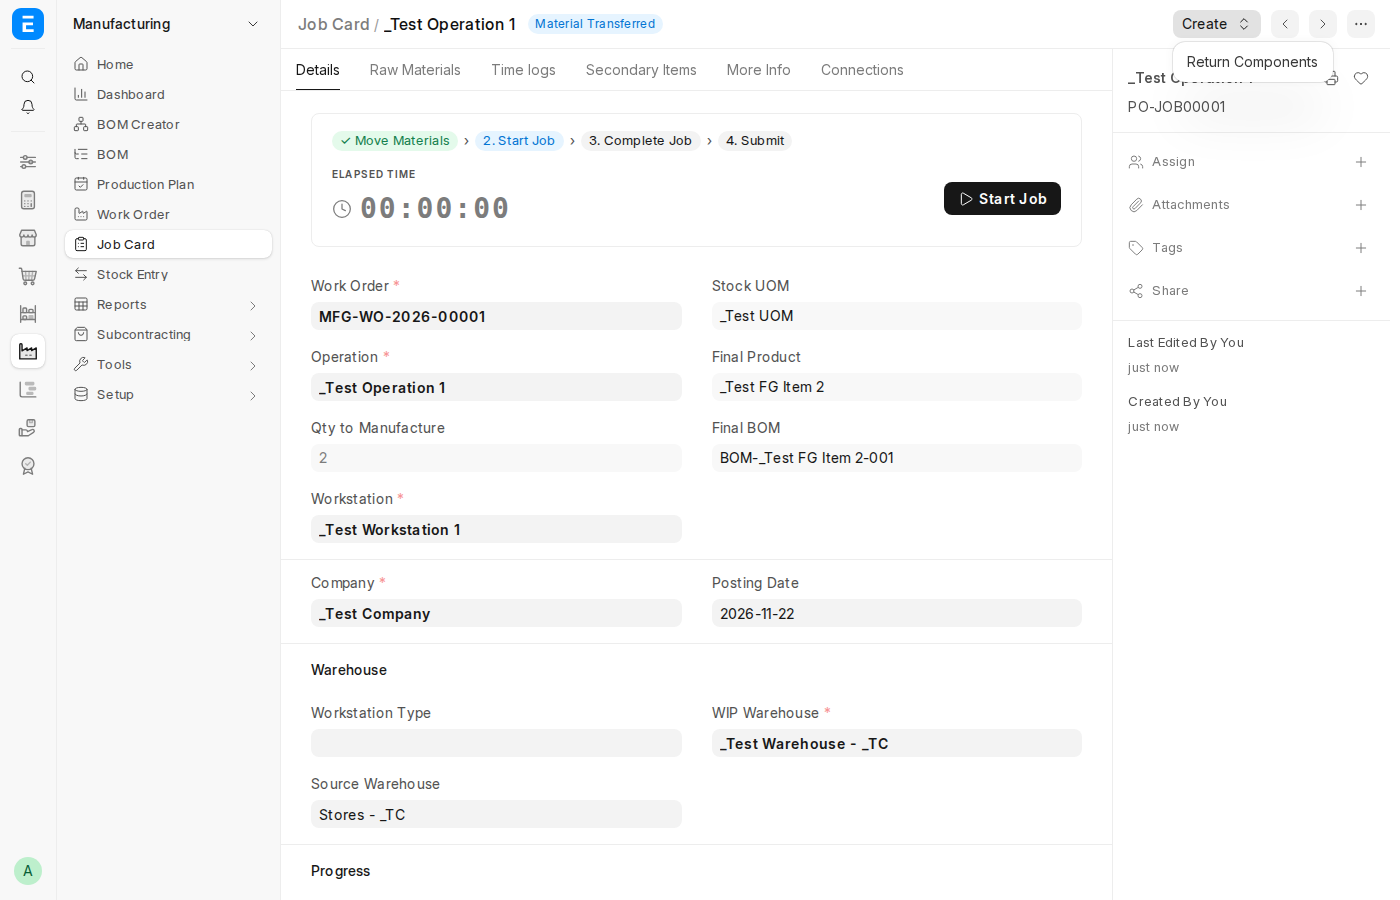 Manufacturing
Home
Dashboard
BOM Creator
BOM
Production Plan
Work Order
Job Card
Stock Entry
Reports
Subcontracting
Tools
Setup
A
Job Card / _Test Operation 1 Material Transferred
Create
Return Components
Details Raw Materials Time logs Secondary Items More Info Connections
Move Materials › 2. Start Job › 3. Complete Job › 4. Submit
ELAPSED TIME
00:00:00
Start Job
Work Order *
MFG-WO-2026-00001
Stock UOM
_Test UOM
Operation *
_Test Operation 1
Final Product
_Test FG Item 2
Qty to Manufacture
2
Final BOM
BOM-_Test FG Item 2-001
Workstation *
_Test Workstation 1
Company *
_Test Company
Posting Date
2026-11-22
Warehouse
Workstation Type
WIP Warehouse *
_Test Warehouse - _TC
Source Warehouse
Stores - _TC
Progress
_Test Operation 1
PO-JOB00001
Assign
Attachments
Tags
Share
Last Edited By You
just now
Created By You
just now